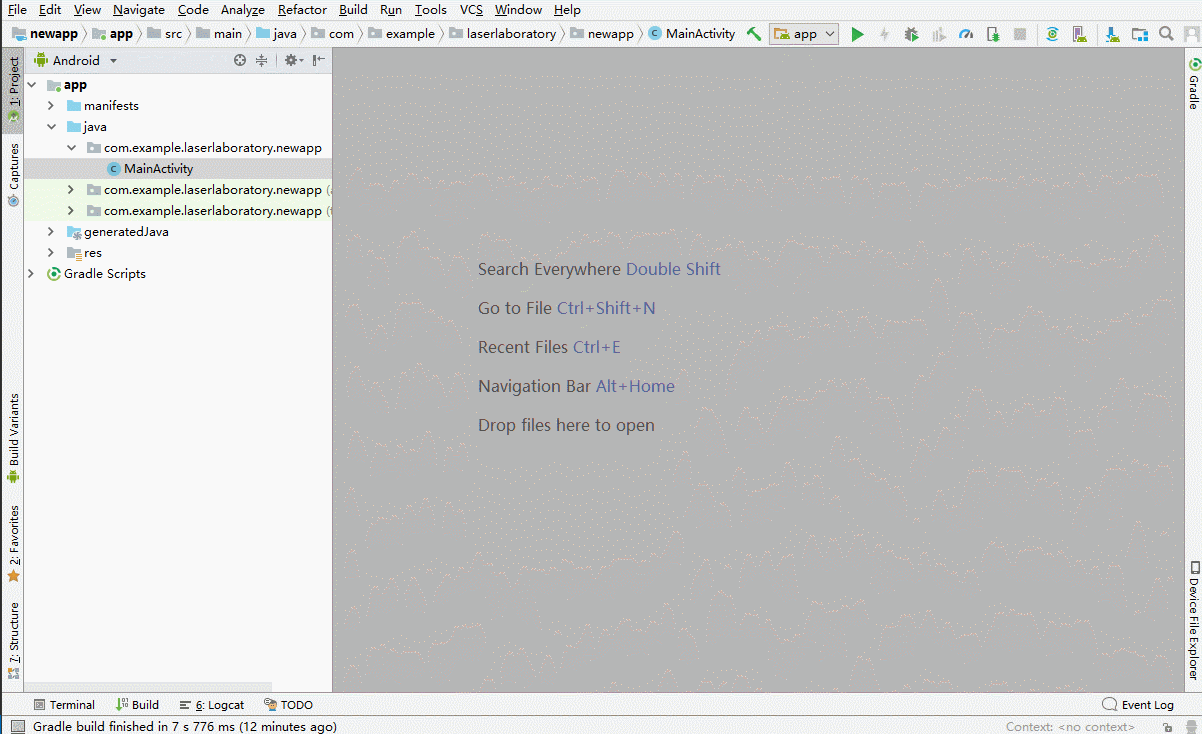 File Edit View Navigate Code Analyze Refactor Build Run Tools VCS Window Help
newapp app src main java com example laserlaboratory newapp MainActivity app
1: Project
Captures
Build Variants
2: Favorites
7: Structure
Android
app
manifests
java
com.example.laserlaboratory.newapp
MainActivity
com.example.laserlaboratory.newapp
com.example.laserlaboratory.newapp
generatedJava
res
Gradle Scripts
Search Everywhere Double Shift
Go to File Ctrl+Shift+N
Recent Files Ctrl+E
Navigation Bar Alt+Home
Drop files here to open
Gradle
Device File Explorer
Terminal Build 6: Logcat TODO Event Log
Gradle build finished in 7 s 776 ms (12 minutes ago) Context: <no context>